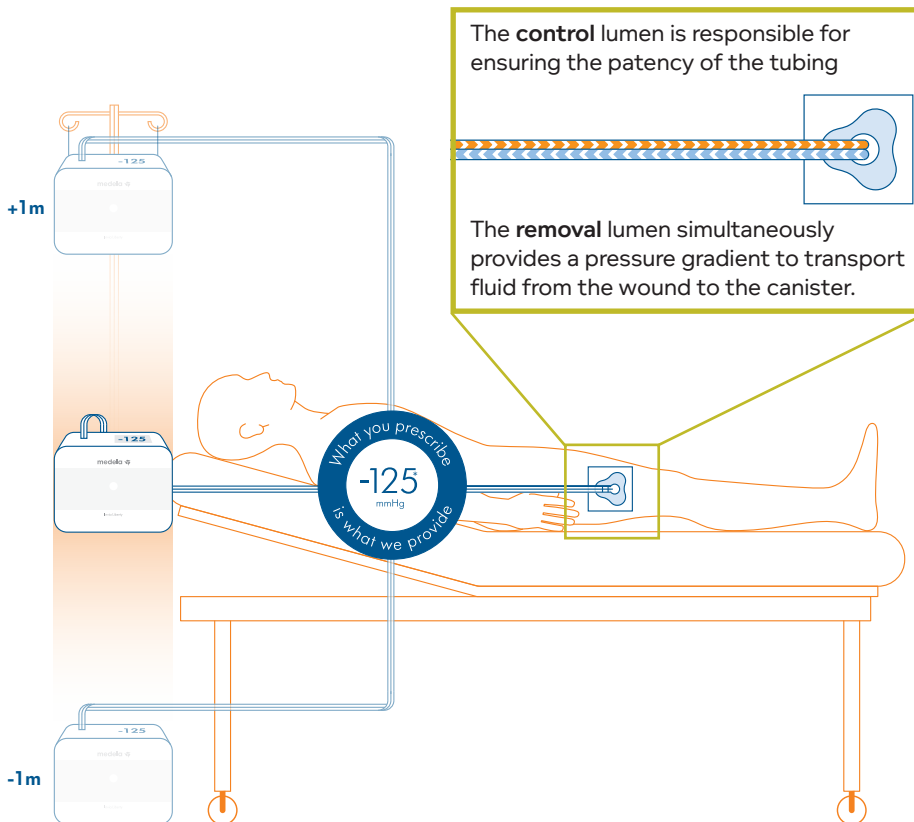 The control lumen is responsible for
ensuring the patency of the tubing
The removal lumen simultaneously
provides a pressure gradient to transport
fluid from the wound to the canister.
-125
medela
+1m
-125
medela
What you prescribe
-125*
mmHg
is what we provide
-125
medela
-1m